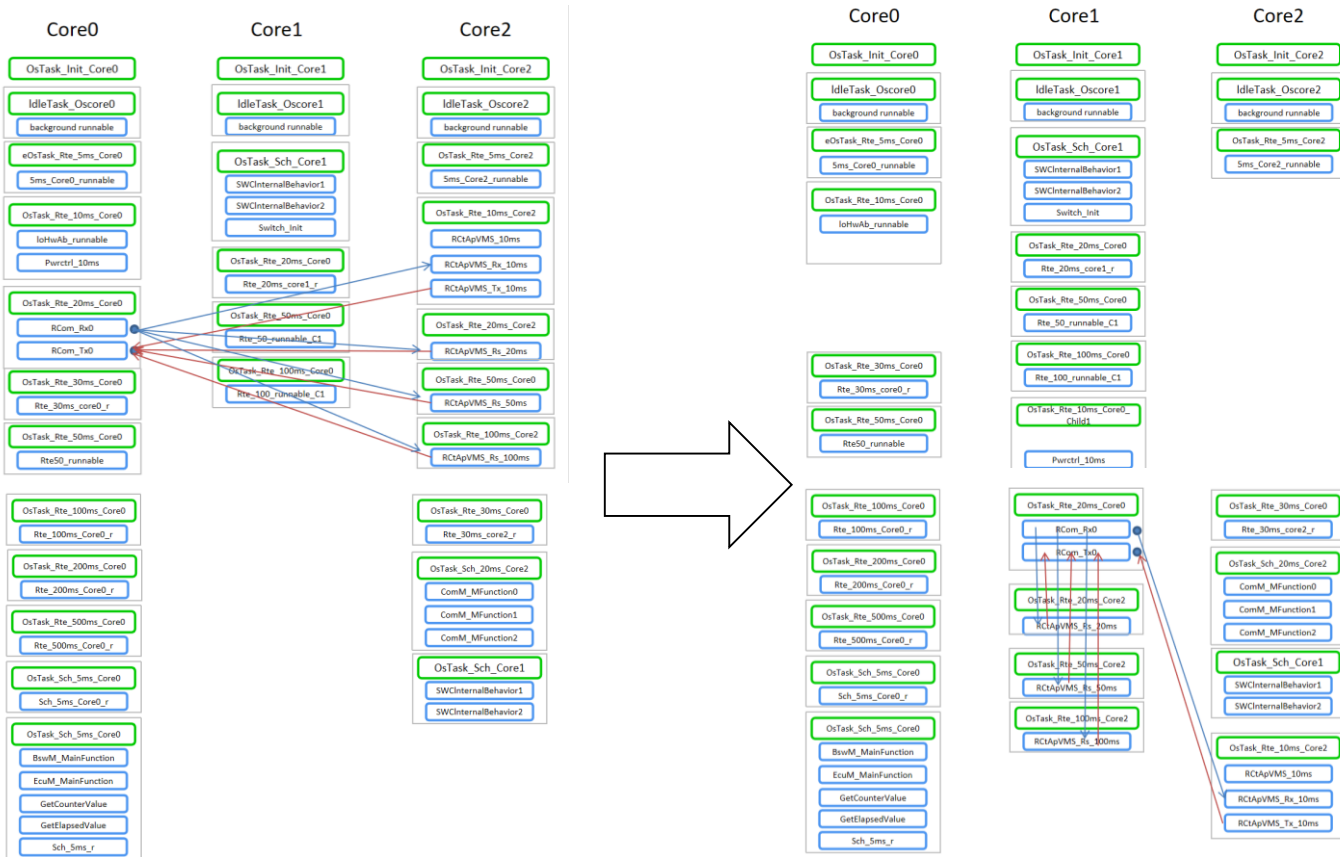 Core0
OsTask_Init_Core0
IdleTask_Oscore0
background runnable
eOsTask_Rte_5ms_Core0
5ms_Core0_runnable
OsTask_Rte_10ms_Core0
IoHwAb_runnable
Pwrctrl_10ms
OsTask_Rte_20ms_Core0
RCom_Rx0
RCom_Tx0
OsTask_Rte_30ms_Core0
Rte_30ms_core0_r
OsTask_Rte_50ms_Core0
Rte50_runnable
OsTask_Rte_100ms_Core0
Rte_100ms_Core0_r
OsTask_Rte_200ms_Core0
Rte_200ms_Core0_r
OsTask_Rte_500ms_Core0
Rte_500ms_Core0_r
OsTask_Sch_5ms_Core0
Sch_5ms_Core0_r
OsTask_Sch_5ms_Core0
BswM_MainFunction
EcuM_MainFunction
GetCounterValue
GetElapsedValue
Sch_5ms_r
Core1
OsTask_Init_Core1
IdleTask_Oscore1
background runnable
OsTask_Sch_Core1
SWCInternalBehavior1
SWCInternalBehavior2
Switch_Init
OsTask_Rte_20ms_Core0
Rte_20ms_core1_r
OsTask_Rte_50ms_Core0
Rte_50_runnable_C1
OsTask_Rte_100ms_Core0
Rte_100_runnable_C1
Core2
OsTask_Init_Core2
IdleTask_Oscore2
background runnable
OsTask_Rte_5ms_Core2
5ms_Core2_runnable
OsTask_Rte_10ms_Core2
RCtApVMS_10ms
RCtApVMS_Rx_10ms
RCtApVMS_Tx_10ms
OsTask_Rte_20ms_Core2
RCtApVMS_Rs_20ms
OsTask_Rte_50ms_Core0
RCtApVMS_Rs_50ms
OsTask_Rte_100ms_Core2
RCtApVMS_Rs_100ms
OsTask_Rte_30ms_Core0
Rte_30ms_core2_r
OsTask_Sch_20ms_Core2
ComM_MFunction0
ComM_MFunction1
ComM_MFunction2
OsTask_Sch_Core1
SWCInternalBehavior1
SWCInternalBehavior2
Core0
OsTask_Init_Core0
IdleTask_Oscore0
background runnable
eOsTask_Rte_5ms_Core0
5ms_Core0_runnable
OsTask_Rte_10ms_Core0
IoHwAb_runnable
OsTask_Rte_30ms_Core0
Rte_30ms_core0_r
OsTask_Rte_50ms_Core0
Rte50_runnable
OsTask_Rte_100ms_Core0
Rte_100ms_Core0_r
OsTask_Rte_200ms_Core0
Rte_200ms_Core0_r
OsTask_Rte_500ms_Core0
Rte_500ms_Core0_r
OsTask_Sch_5ms_Core0
Sch_5ms_Core0_r
OsTask_Sch_5ms_Core0
BswM_MainFunction
EcuM_MainFunction
GetCounterValue
GetElapsedValue
Sch_5ms_r
Core1
OsTask_Init_Core1
IdleTask_Oscore1
background runnable
OsTask_Sch_Core1
SWCInternalBehavior1
SWCInternalBehavior2
Switch_Init
OsTask_Rte_20ms_Core0
Rte_20ms_core1_r
OsTask_Rte_50ms_Core0
Rte_50_runnable_C1
OsTask_Rte_100ms_Core0
Rte_100_runnable_C1
OsTask_Rte_10ms_Core0_
Child1
Pwrctrl_10ms
OsTask_Rte_20ms_Core0
RCom_Rx0
RCom_Tx0
OsTask_Rte_20ms_Core2
RCtApVMS_Rs_20ms
OsTask_Rte_50ms_Core2
RCtApVMS_Rs_50ms
OsTask_Rte_100ms_Core2
RCtApVMS_Rs_100ms
Core2
OsTask_Init_Core2
IdleTask_Oscore2
background runnable
OsTask_Rte_5ms_Core2
5ms_Core2_runnable
OsTask_Rte_30ms_Core0
Rte_30ms_core2_r
OsTask_Sch_20ms_Core2
ComM_MFunction0
ComM_MFunction1
ComM_MFunction2
OsTask_Sch_Core1
SWCInternalBehavior1
SWCInternalBehavior2
OsTask_Rte_10ms_Core2
RCtApVMS_10ms
RCtApVMS_Rx_10ms
RCtApVMS_Tx_10ms